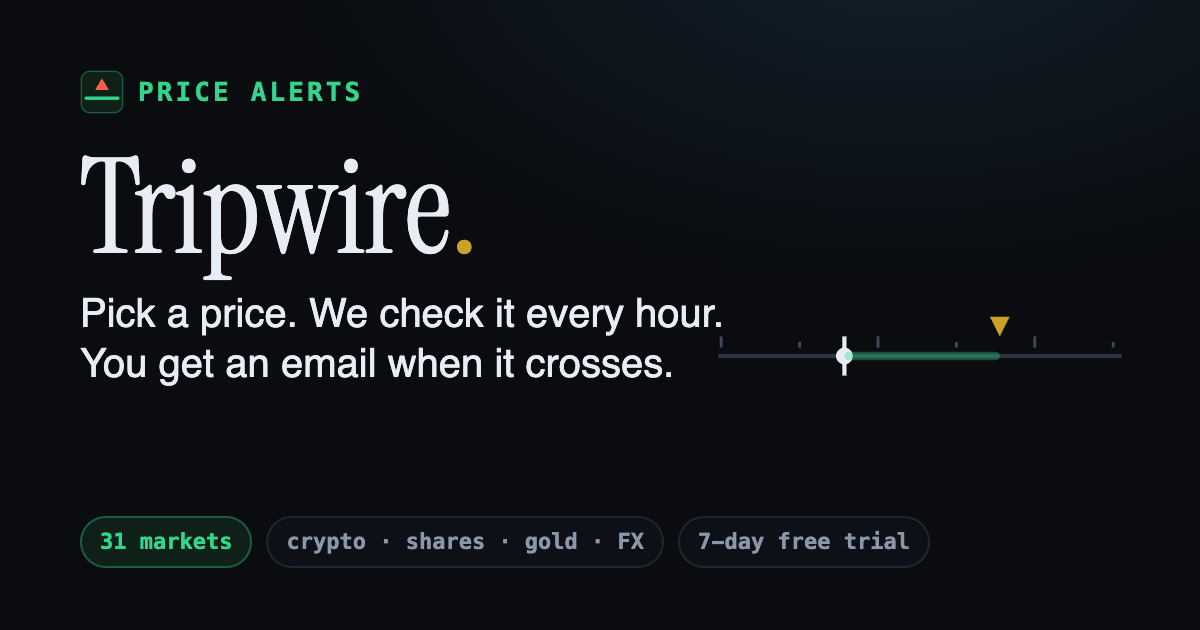 PRICE ALERTS
Tripwire.
Pick a price. We check it every hour.
You get an email when it crosses.
31 markets
crypto · shares · gold · FX
7–day free trial